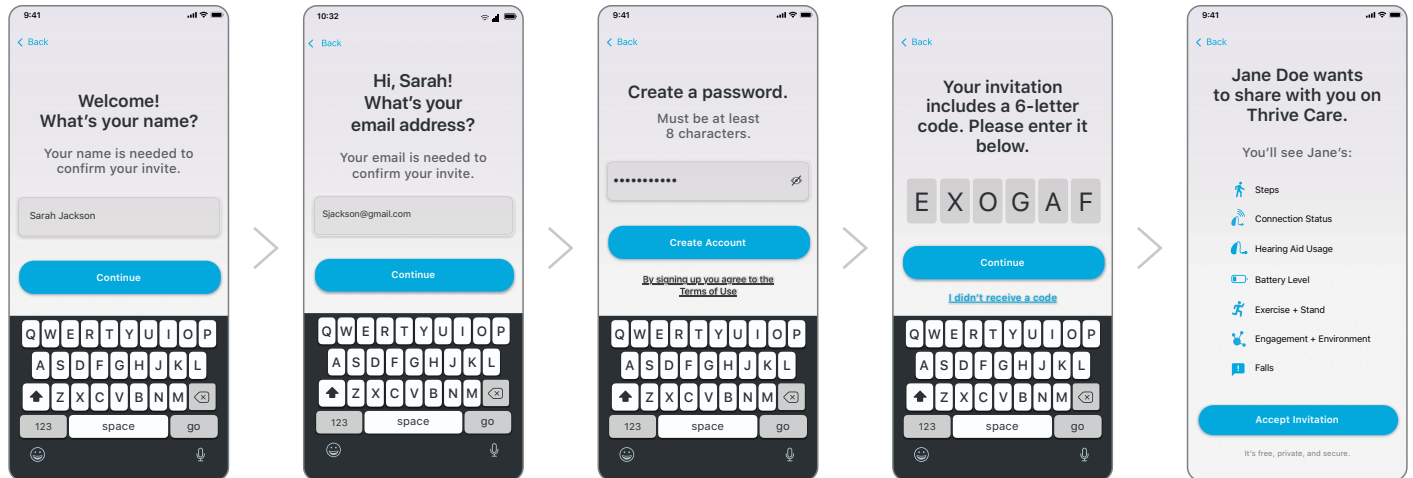 9:41
Back
Welcome!
What's your name?
Your name is needed to
confirm your invite.
Sarah Jackson
Continue
Q W E R T Y U I O P
A S D F G H J K L
Z X C V B N M
123 space go
10:32
Back
Hi, Sarah!
What's your
email address?
Your email is needed to
confirm your invite.
Sjackson@gmail.com
Continue
Q W E R T Y U I O P
A S D F G H J K L
Z X C V B N M
123 space go
9:41
Back
Create a password.
Must be at least
8 characters.
•••••••••••
Create Account
By signing up you agree to the
Terms of Use
Q W E R T Y U I O P
A S D F G H J K L
Z X C V B N M
123 space go
Back
Your invitation
includes a 6-letter
code. Please enter it
below.
E X O G A F
Continue
I didn't receive a code
Q W E R T Y U I O P
A S D F G H J K L
Z X C V B N M
123 space go
9:41
Back
Jane Doe wants
to share with you on
Thrive Care.
You'll see Jane's:
Steps
Connection Status
Hearing Aid Usage
Battery Level
Exercise + Stand
Engagement + Environment
Falls
Accept Invitation
It's free, private, and secure.